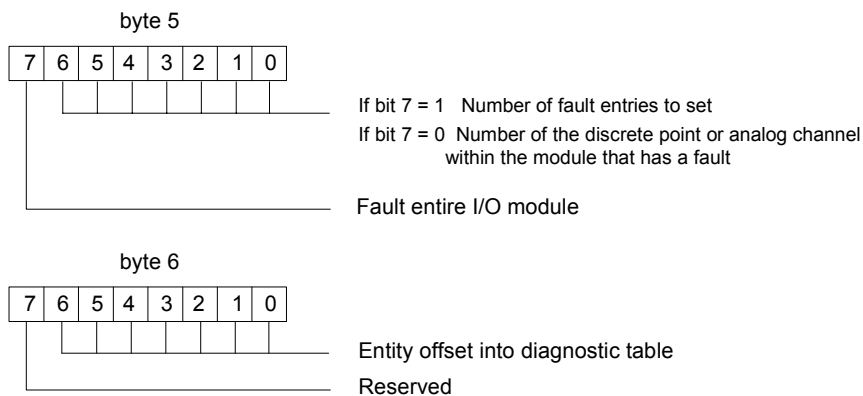 byte 5
7 6 5 4 3 2 1 0
If bit 7 = 1 Number of fault entries to set
If bit 7 = 0 Number of the discrete point or analog channel
within the module that has a fault
Fault entire I/O module
byte 6
7 6 5 4 3 2 1 0
Entity offset into diagnostic table
Reserved